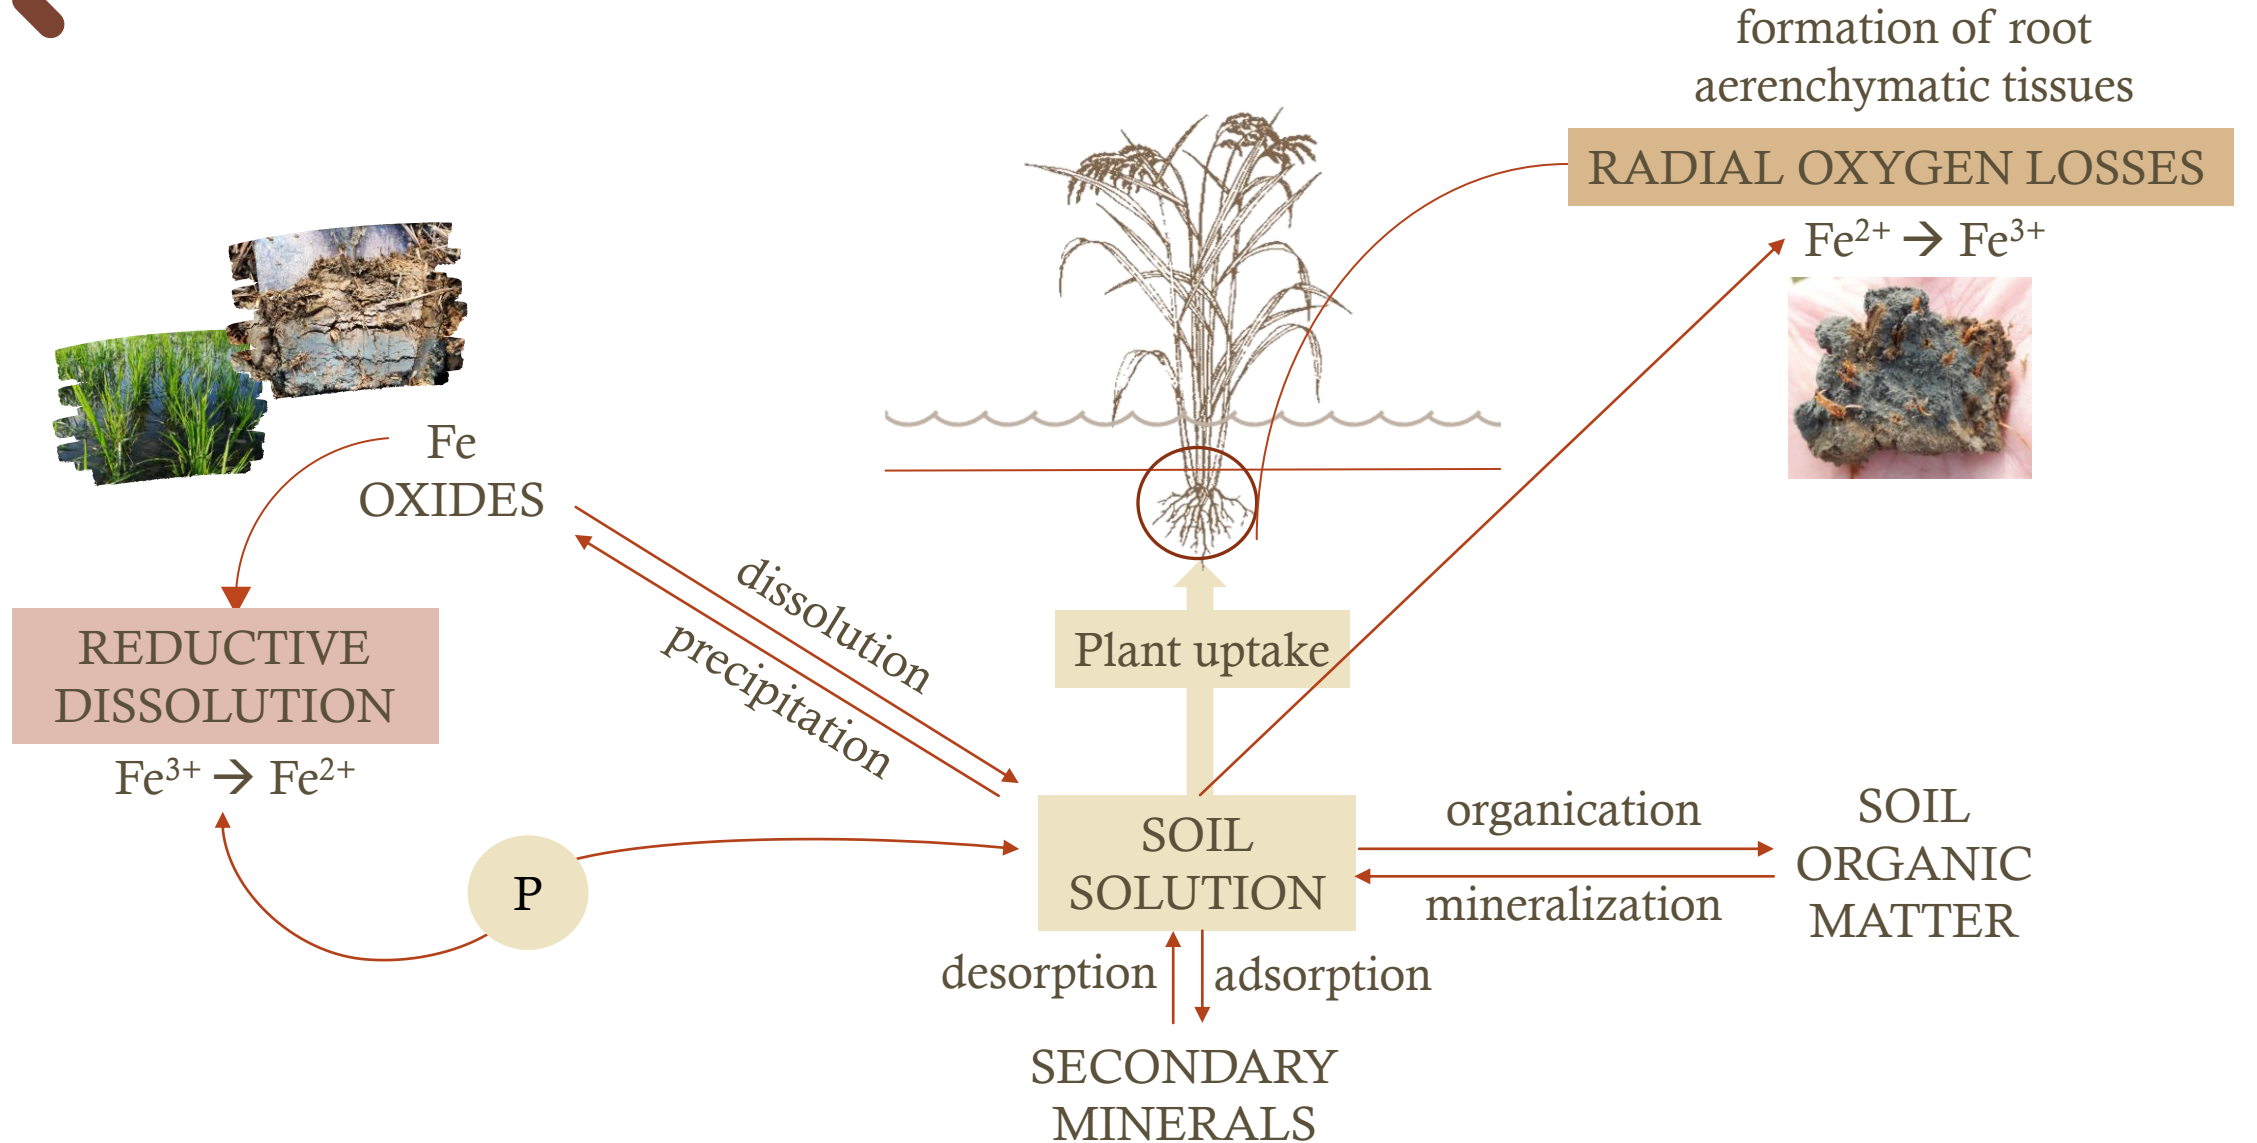 formation of root
aerenchymatic tissues
RADIAL OXYGEN LOSSES
Fe²⁺ → Fe³⁺
Fe
OXIDES
dissolution
precipitation
REDUCTIVE
DISSOLUTION
Fe³⁺ → Fe²⁺
Plant uptake
P
SOIL
SOLUTION
organication
mineralization
SOIL
ORGANIC
MATTER
desorption
adsorption
SECONDARY
MINERALS